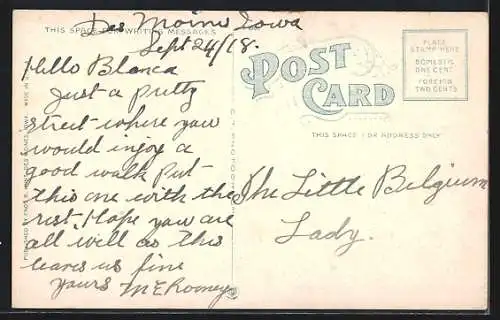 Des Moines Iowa
THIS SPACE FOR WRITING MESSAGES
Sept 24/18.
Hello Blanca
Just a pritty
street where you
would injoy a
good walk Put
this one with the
rest. Hope you are
all well as this
leaves us fine
yours M E Romey
POST
CARD
THIS SPACE FOR ADDRESS ONLY
PLACE
STAMP HERE
DOMESTIC
ONE CENT
FOREIGN
TWO CENTS
The Little Belgium
Lady.